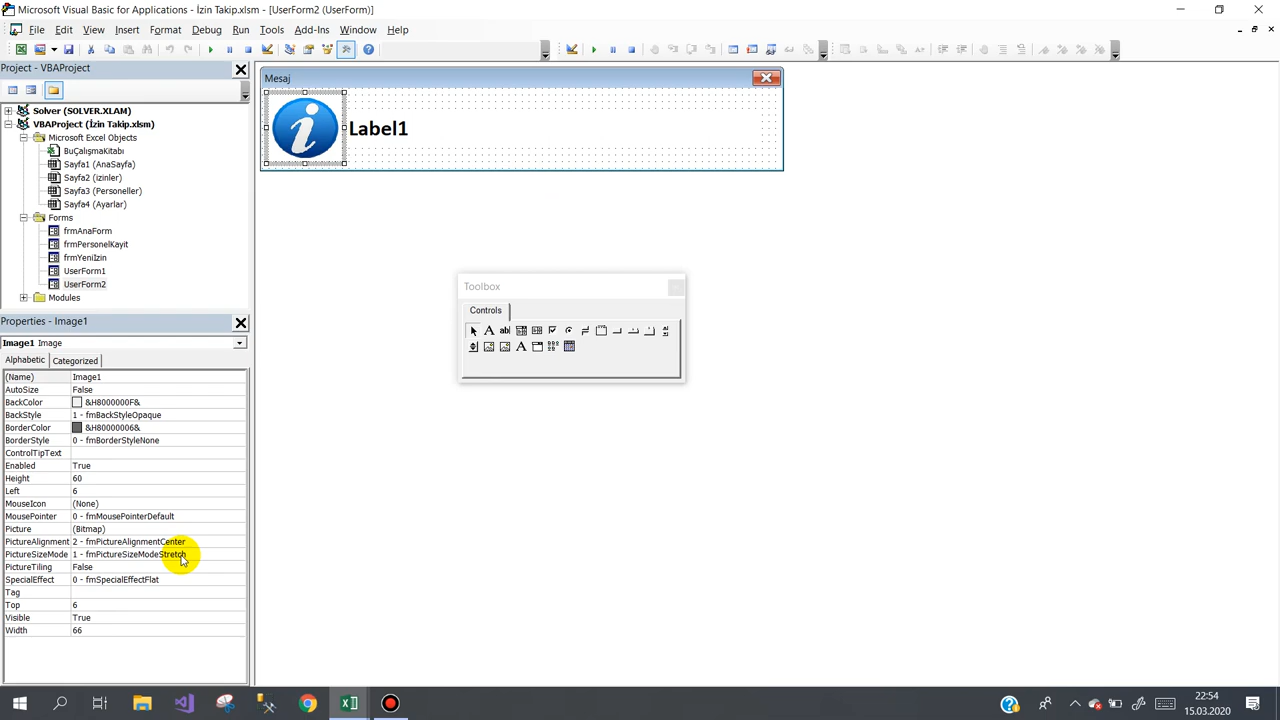 Microsoft Visual Basic for Applications - İzin Takip.xlsm - [UserForm2 (UserForm)]
File Edit View Insert Format Debug Run Tools Add-Ins Window Help
Project - VBAProject
Solver (SOLVER.XLAM)
VBAProject (İzin Takip.xlsm)
Microsoft Excel Objects
BuÇalışmaKitabı
Sayfa1 (AnaSayfa)
Sayfa2 (izinler)
Sayfa3 (Personeller)
Sayfa4 (Ayarlar)
Forms
frmAnaForm
frmPersonelKayit
frmYeniIzin
UserForm1
UserForm2
Modules
Properties - Image1
Image1 Image
Alphabetic Categorized
(Name) Image1
AutoSize False
BackColor &H8000000F&
BackStyle 1 - fmBackStyleOpaque
BorderColor &H80000006&
BorderStyle 0 - fmBorderStyleNone
ControlTipText
Enabled True
Height 60
Left 6
MouseIcon (None)
MousePointer 0 - fmMousePointerDefault
Picture (Bitmap)
PictureAlignment 2 - fmPictureAlignmentCenter
PictureSizeMode 1 - fmPictureSizeModeStretch
PictureTiling False
SpecialEffect 0 - fmSpecialEffectFlat
Tag
Top 6
Visible True
Width 66
Mesaj
Label1
Toolbox
Controls
22:54
15.03.2020